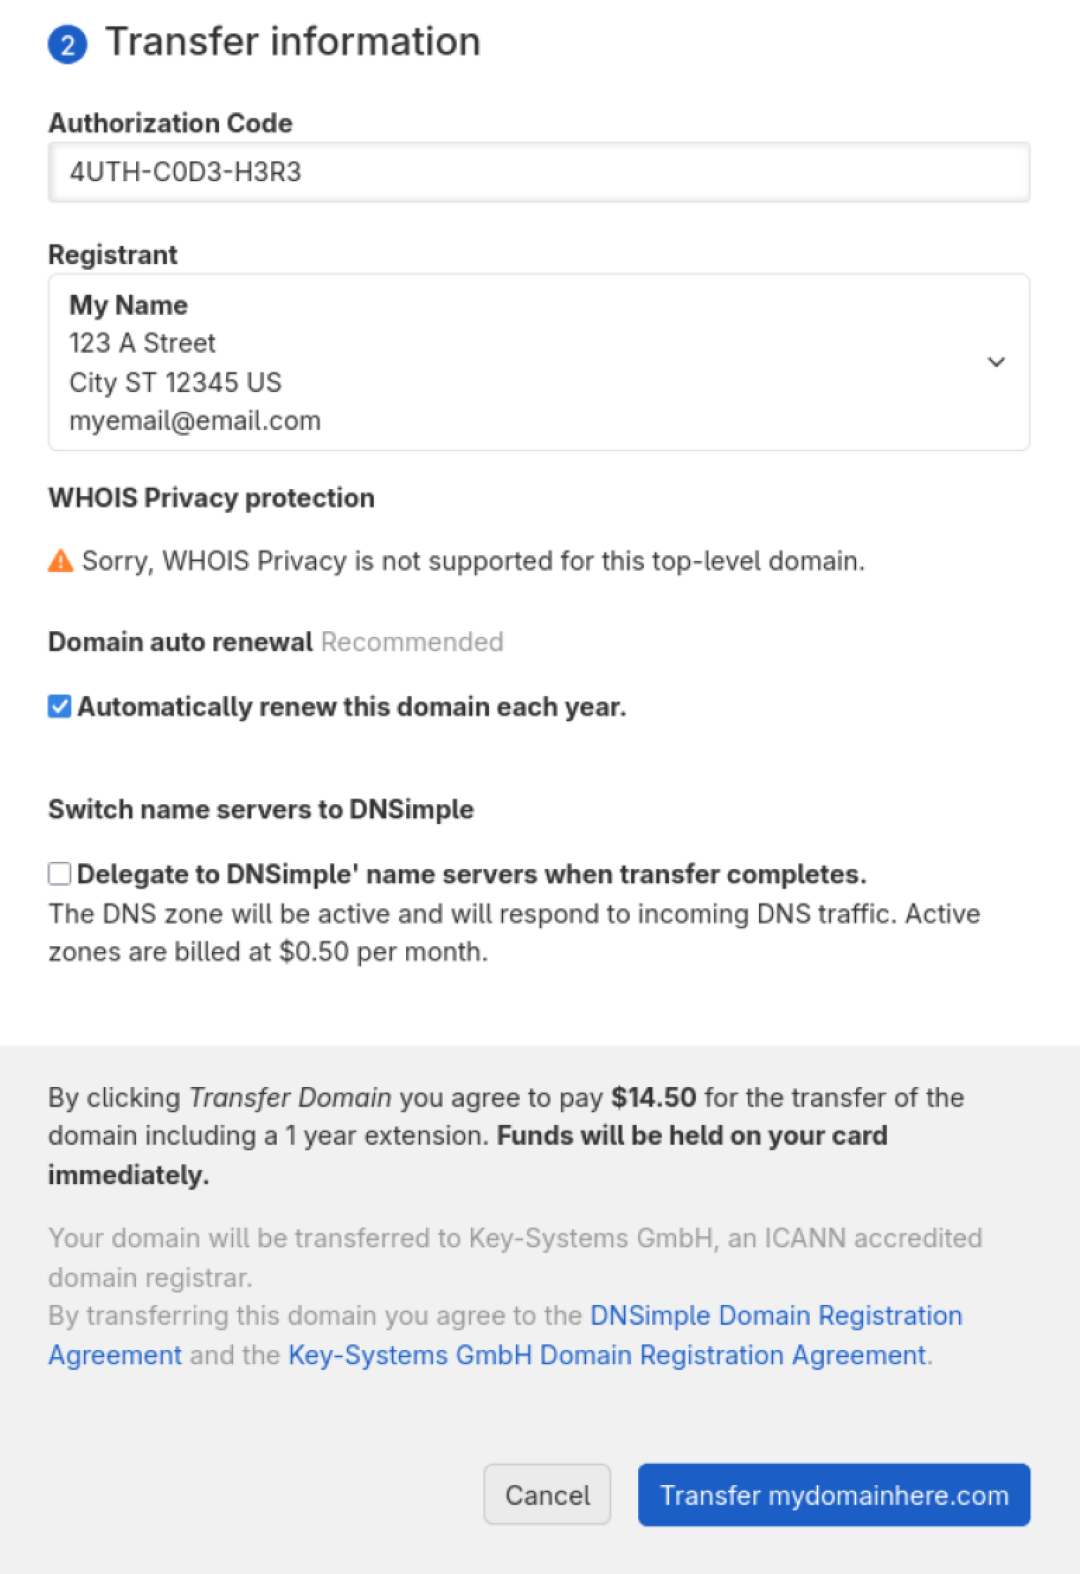 2 Transfer information
Authorization Code
4UTH-C0D3-H3R3
Registrant
My Name
123 A Street
City ST 12345 US
myemail@email.com
WHOIS Privacy protection
Sorry, WHOIS Privacy is not supported for this top-level domain.
Domain auto renewal Recommended
Automatically renew this domain each year.
Switch name servers to DNSimple
Delegate to DNSimple' name servers when transfer completes.
The DNS zone will be active and will respond to incoming DNS traffic. Active
zones are billed at $0.50 per month.
By clicking Transfer Domain you agree to pay $14.50 for the transfer of the
domain including a 1 year extension. Funds will be held on your card
immediately.
Your domain will be transferred to Key-Systems GmbH, an ICANN accredited
domain registrar.
By transferring this domain you agree to the DNSimple Domain Registration
Agreement and the Key-Systems GmbH Domain Registration Agreement.
Cancel
Transfer mydomainhere.com